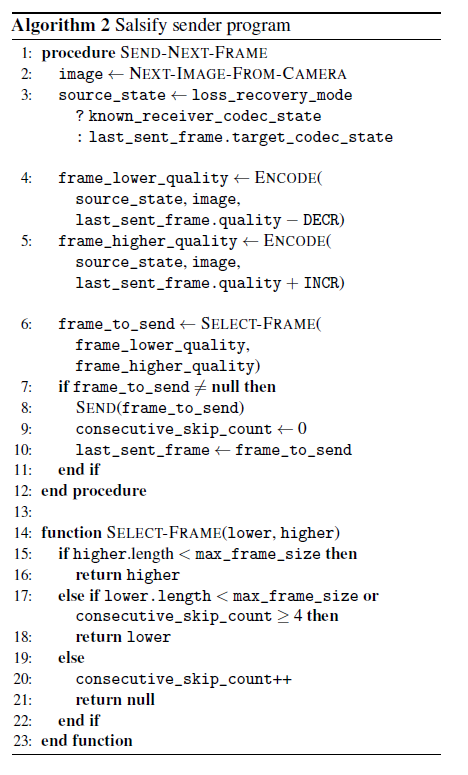 Algorithm 2 Salsify sender program
1: procedure SEND-NEXT-FRAME
2: image ← NEXT-IMAGE-FROM-CAMERA
3: source_state ← loss_recovery_mode
? known_receiver_codec_state
: last_sent_frame.target_codec_state
4: frame_lower_quality ← ENCODE(
source_state, image,
last_sent_frame.quality − DECR)
5: frame_higher_quality ← ENCODE(
source_state, image,
last_sent_frame.quality + INCR)
6: frame_to_send ← SELECT-FRAME(
frame_lower_quality,
frame_higher_quality)
7: if frame_to_send ≠ null then
8: SEND(frame_to_send)
9: consecutive_skip_count ← 0
10: last_sent_frame ← frame_to_send
11: end if
12: end procedure
13:
14: function SELECT-FRAME(lower, higher)
15: if higher.length < max_frame_size then
16: return higher
17: else if lower.length < max_frame_size or
consecutive_skip_count ≥ 4 then
18: return lower
19: else
20: consecutive_skip_count++
21: return null
22: end if
23: end function